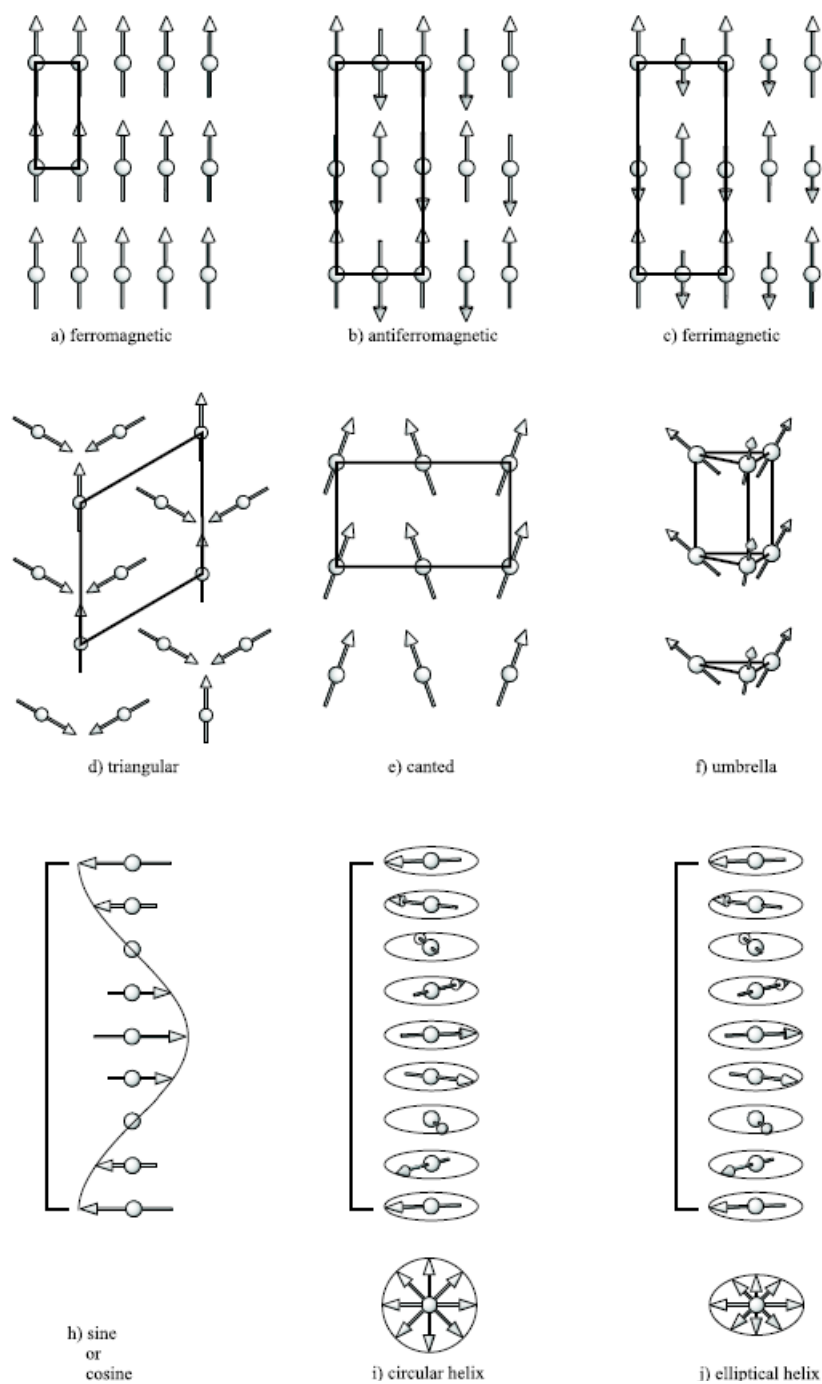 a) ferromagnetic
b) antiferromagnetic
c) ferrimagnetic
d) triangular
e) canted
f) umbrella
h) sine
or
cosine
i) circular helix
j) elliptical helix